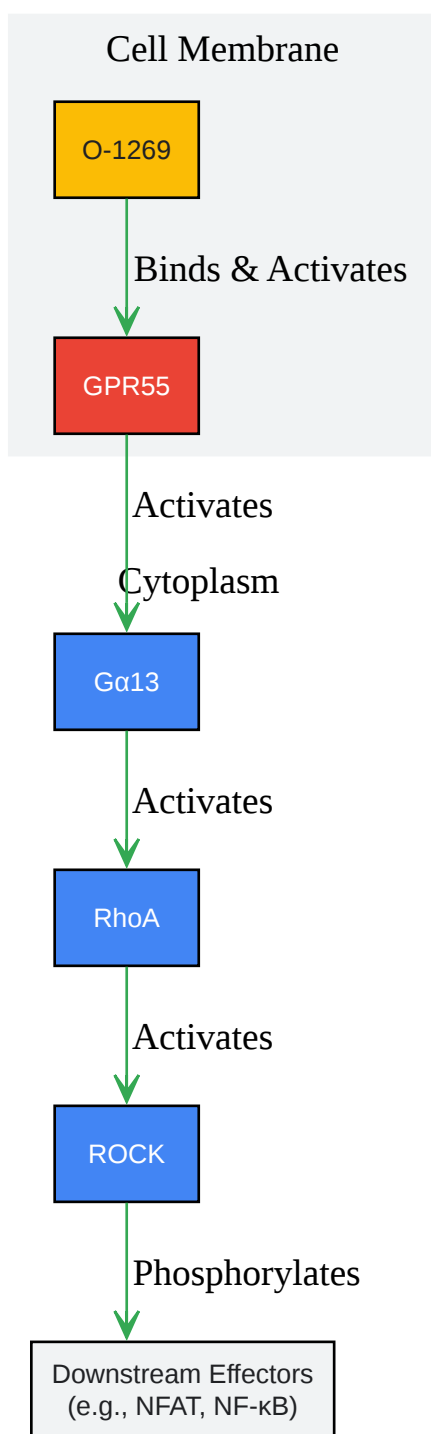 Cell Membrane
O-1269
Binds & Activates
GPR55
Activates
Cytoplasm
Gα13
Activates
RhoA
Activates
ROCK
Phosphorylates
Downstream Effectors
(e.g., NFAT, NF-κB)